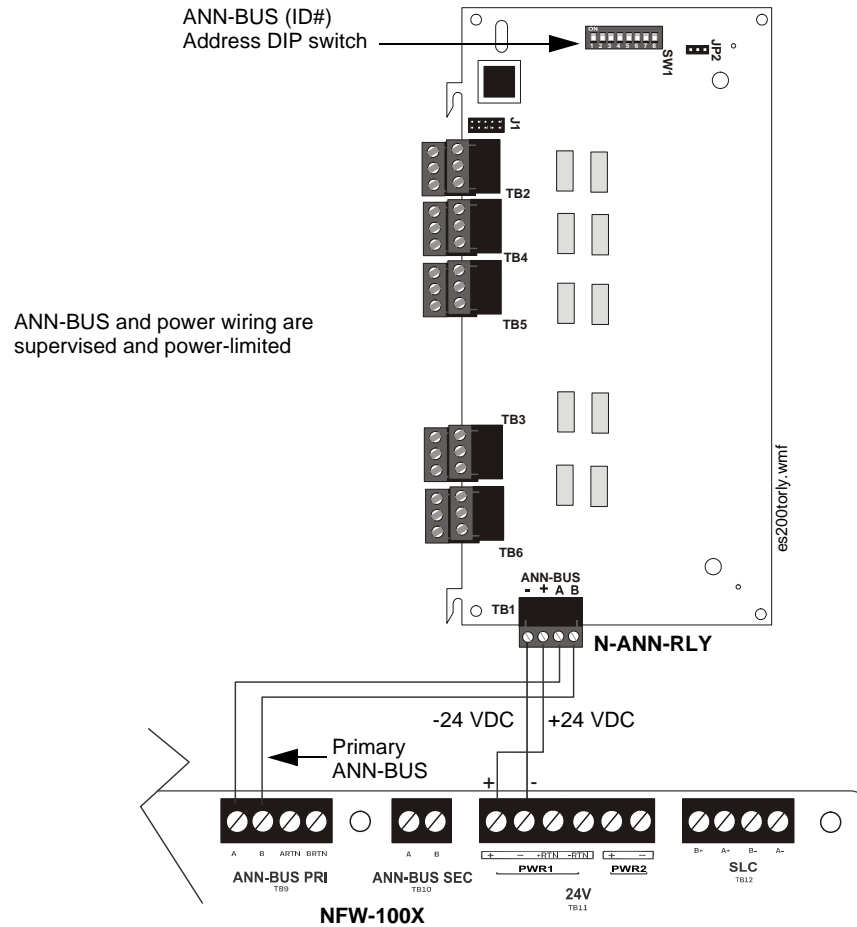 ANN-BUS (ID#)
Address DIP switch
ON
1 2 3 4 5 6 7 8
SW1
JP2
J1
TB2
TB4
TB5
ANN-BUS and power wiring are
supervised and power-limited
TB3
TB6
es200torly.wmf
ANN-BUS
- + A B
TB1
N-ANN-RLY
-24 VDC
+24 VDC
Primary
ANN-BUS
+ -
A B ARTN BRTN
ANN-BUS PRI
TB9
A B
ANN-BUS SEC
TB10
+ - +RTN -RTN + -
PWR1 PWR2
24V
TB11
B+ A+ B- A-
SLC
TB12
NFW-100X